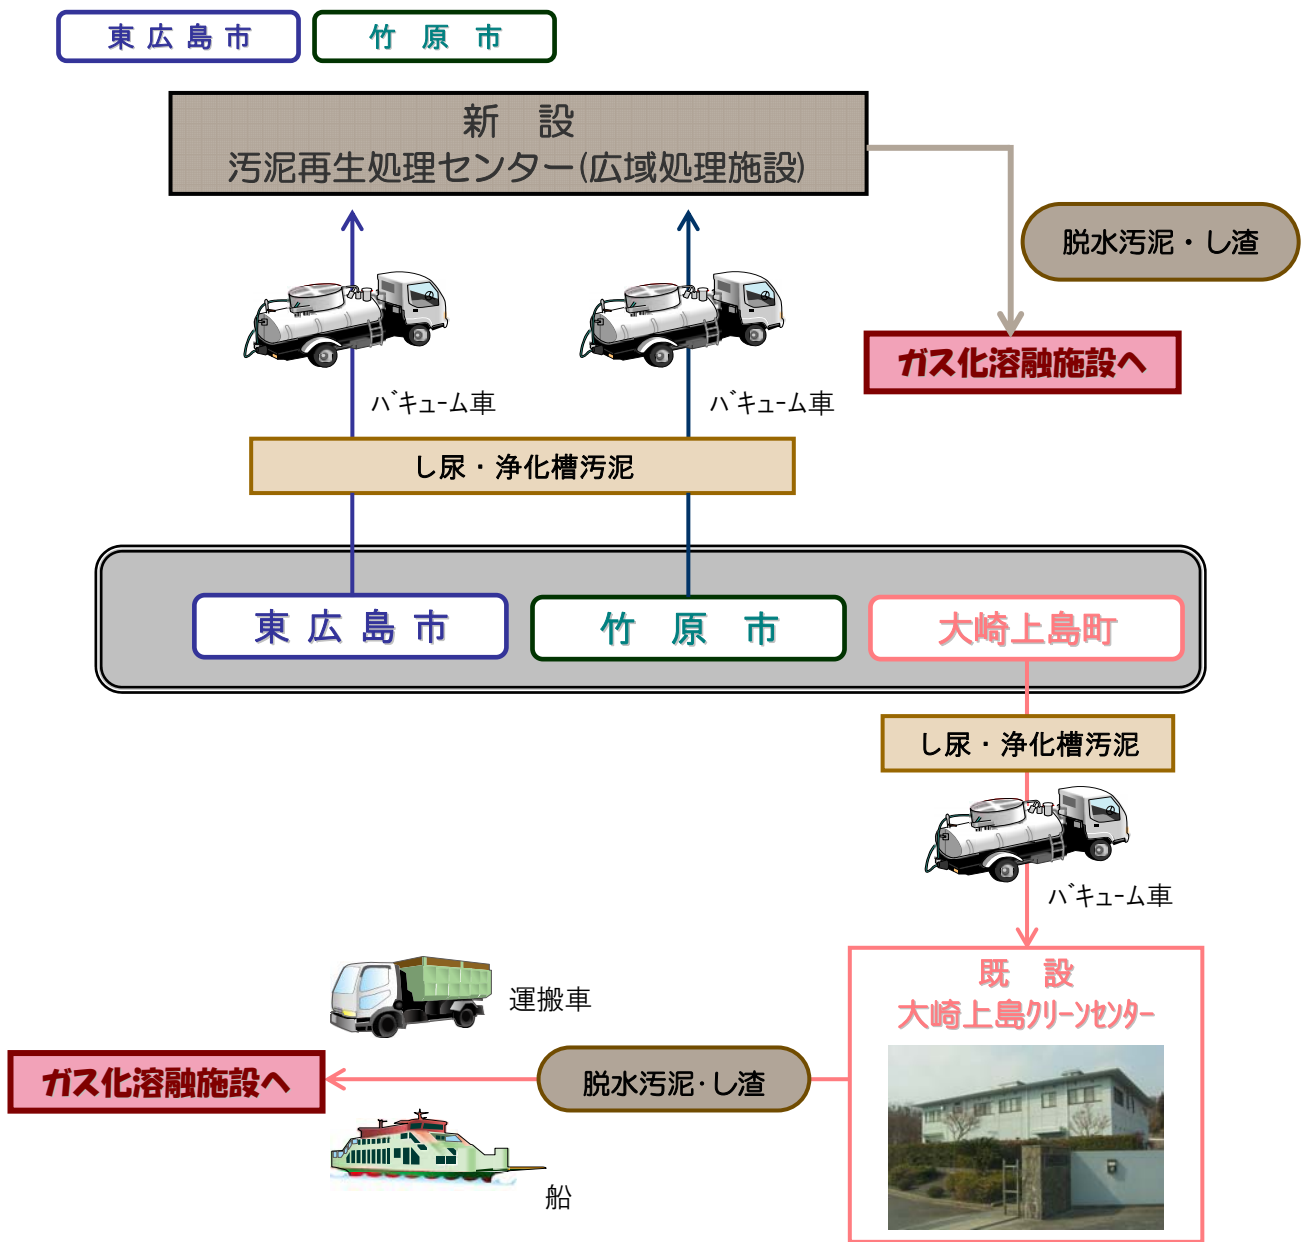 東広島市
竹原市
新 設
汚泥再生処理センター(広域処理施設)
脱水汚泥・し渣
ガス化溶融施設へ
ﾊﾞｷｭｰﾑ車
ﾊﾞｷｭｰﾑ車
し尿・浄化槽汚泥
東広島市
竹原市
大崎上島町
し尿・浄化槽汚泥
ﾊﾞｷｭｰﾑ車
既 設
大崎上島ｸﾘｰﾝｾﾝﾀｰ
運搬車
ガス化溶融施設へ
脱水汚泥・し渣
船